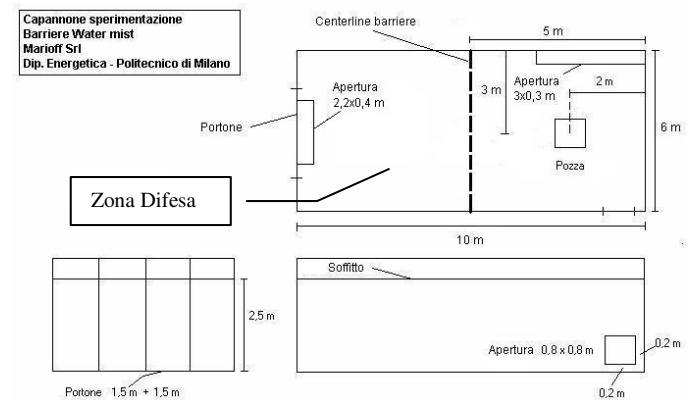 Capannone sperimentazione
Barriere Water mist
Marioff Srl
Dip. Energetica - Politecnico di Milano
Centerline barriere
5 m
Apertura
2,2x0,4 m
3 m
Apertura
3x0,3 m
2 m
Portone
6 m
Pozza
Zona Difesa
10 m
Soffitto
2,5 m
Apertura 0,8 x 0,8 m
0,2 m
Portone 1,5 m + 1,5 m
0,2 m